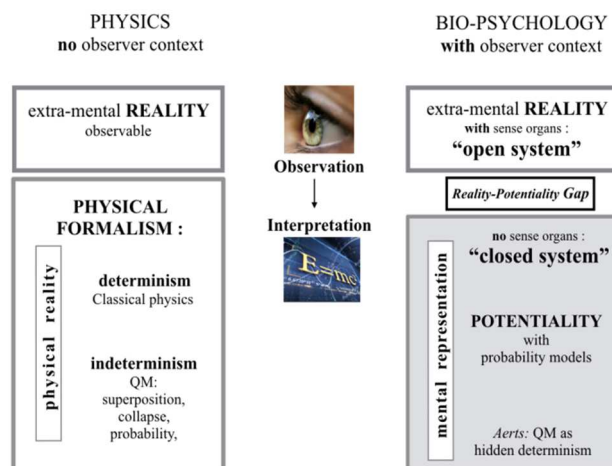 PHYSICS
no observer context
BIO-PSYCHOLOGY
with observer context
extra-mental REALITY
observable
Observation
Interpretation
E=mc
extra-mental REALITY
with sense organs :
“open system”
Reality-Potentiality Gap
PHYSICAL
FORMALISM :
physical reality
determinism
Classical physics
indeterminism
QM:
superposition,
collapse,
probability,
mental representation
no sense organs :
“closed system”
POTENTIALITY
with
probability models
Aerts: QM as
hidden determinism